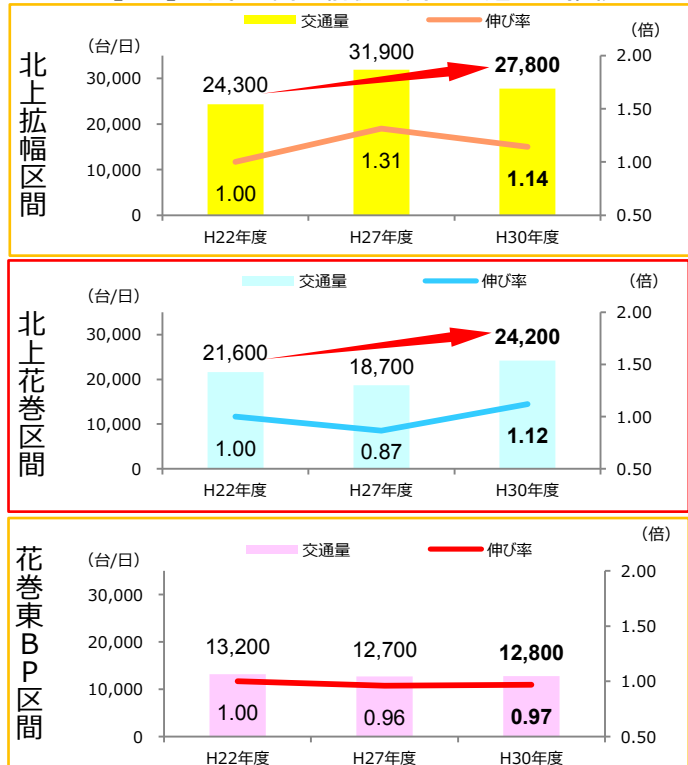 北上拡幅区間
(台/日)
交通量
伸び率
(倍)
30,000
20,000
10,000
0
24,300
31,900
27,800
1.00
1.31
1.14
2.00
1.50
1.00
0.50
H22年度
H27年度
H30年度
北上花巻区間
(台/日)
交通量
伸び率
(倍)
30,000
20,000
10,000
0
21,600
18,700
24,200
1.00
0.87
1.12
2.00
1.50
1.00
0.50
H22年度
H27年度
H30年度
花巻東BP区間
(台/日)
交通量
伸び率
(倍)
30,000
20,000
10,000
0
13,200
12,700
12,800
1.00
0.96
0.97
2.00
1.50
1.00
0.50
H22年度
H27年度
H30年度